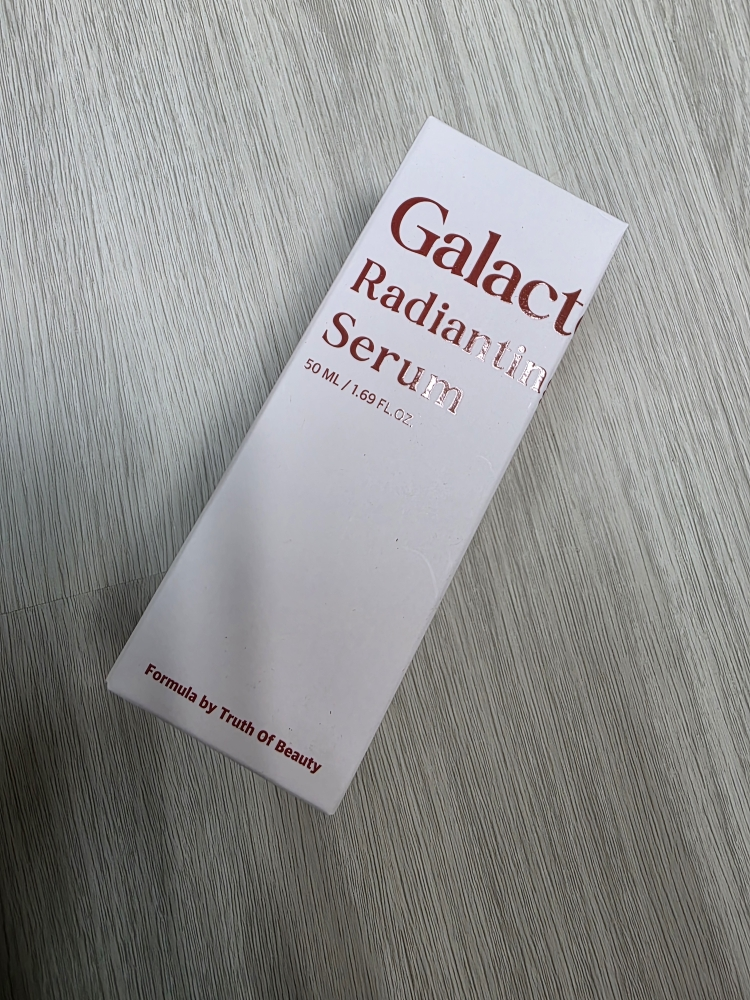 Galact
Radiantin
Serum
50 ML / 1.69 FL.OZ.
Formula by Truth Of Beauty